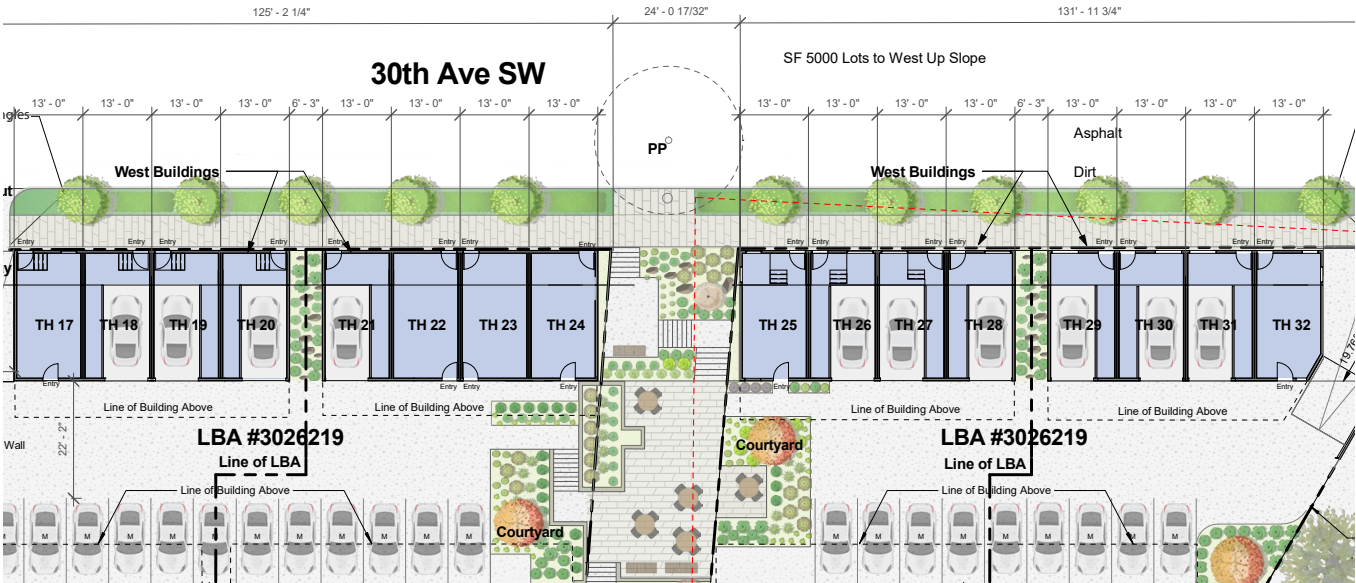 125' - 2 1/4"
24' - 0 17/32"
131' - 11 3/4"
30th Ave SW
SF 5000 Lots to West Up Slope
13' - 0" 13' - 0" 13' - 0" 13' - 0" 6' - 3" 13' - 0" 13' - 0" 13' - 0" 13' - 0"
13' - 0" 13' - 0" 13' - 0" 13' - 0" 6' - 3" 13' - 0" 13' - 0" 13' - 0" 13' - 0"
Asphalt
PP
Dirt
West Buildings
West Buildings
Entry Entry Entry Entry Entry Entry Entry
Entry Entry Entry Entry Entry Entry
TH 17 TH 18 TH 19 TH 20 TH 21 TH 22 TH 23 TH 24
TH 25 TH 26 TH 27 TH 28 TH 29 TH 30 TH 31 TH 32
19.76
Entry Entry Entry Entry Entry
Line of Building Above
Line of Building Above
Line of Building Above
Line of Building Above
LBA #3026219
LBA #3026219
Wall
22' - 2"
Courtyard
Line of LBA
Line of LBA
Line of Building Above
Line of Building Above
Courtyard
M M M M M M M M M M M
M M M M M M M M M M